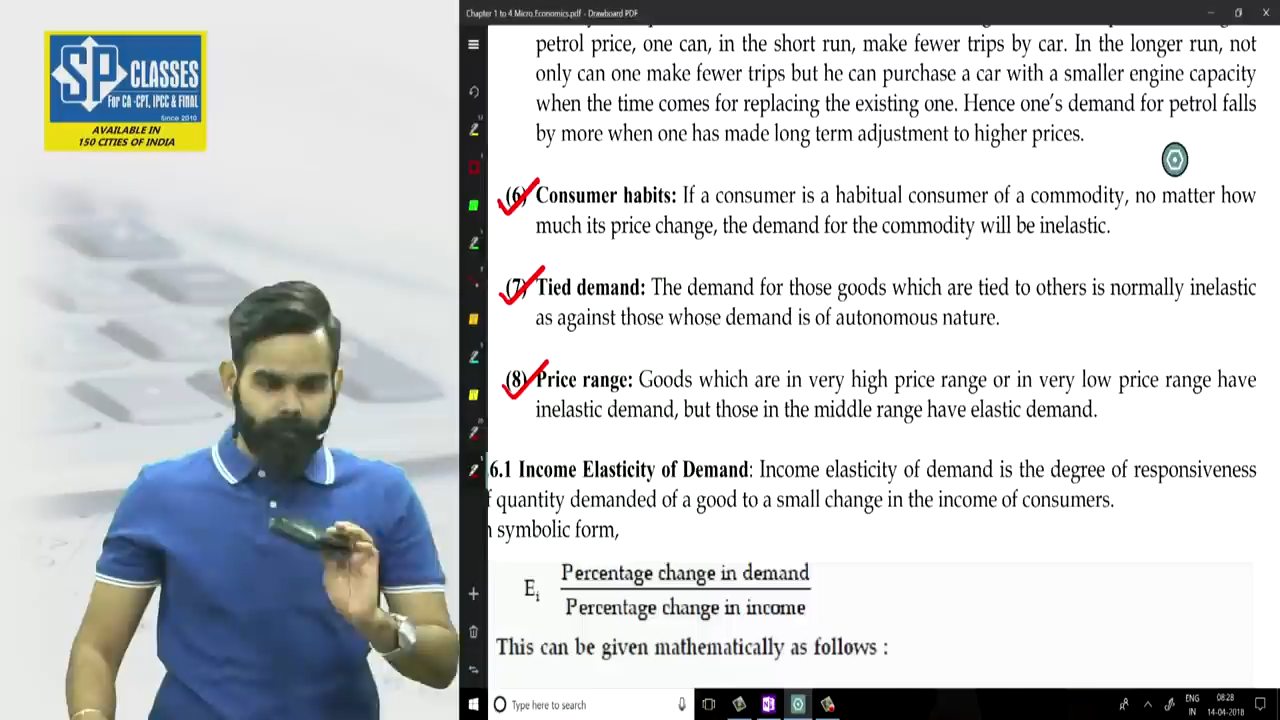 Chapter 1 to 4 Micro Economics.pdf - Drawboard PDF
SP CLASSES
For CA -CPT, IPCC & FINAL
Since 2010
AVAILABLE IN
150 CITIES OF INDIA
petrol price, one can, in the short run, make fewer trips by car. In the longer run, not
only can one make fewer trips but he can purchase a car with a smaller engine capacity
when the time comes for replacing the existing one. Hence one's demand for petrol falls
by more when one has made long term adjustment to higher prices.
(6) Consumer habits: If a consumer is a habitual consumer of a commodity, no matter how
much its price change, the demand for the commodity will be inelastic.
(7) Tied demand: The demand for those goods which are tied to others is normally inelastic
as against those whose demand is of autonomous nature.
(8) Price range: Goods which are in very high price range or in very low price range have
inelastic demand, but those in the middle range have elastic demand.
.6.1 Income Elasticity of Demand: Income elasticity of demand is the degree of responsiveness
f quantity demanded of a good to a small change in the income of consumers.
n symbolic form,
Percentage change in demand
Ei
Percentage change in income
This can be given mathematically as follows :
Type here to search
ENG
IN
08:28
14-04-2018